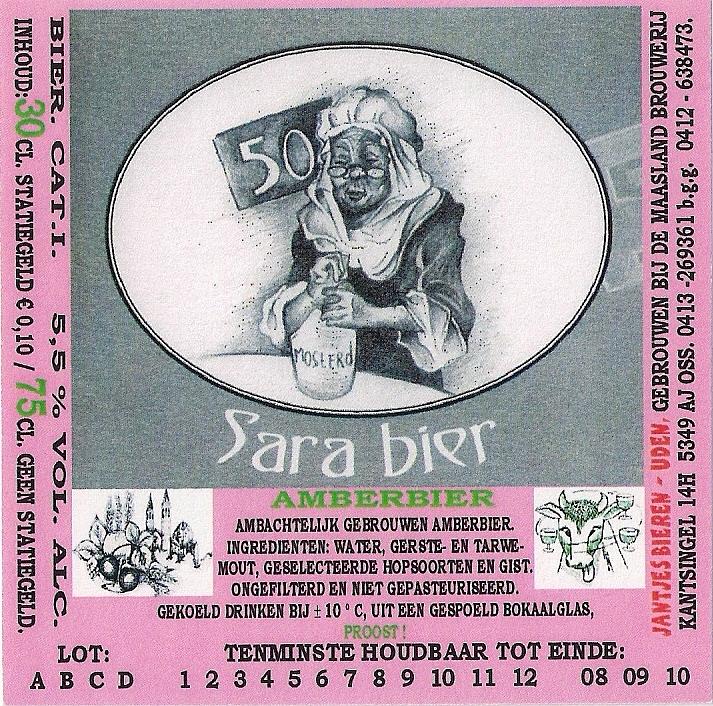 BIER. CAT.I. 5,5 % VOL. ALC.
INHOUD: 30 CL. STATIEGELD € 0,10 / 75 CL. GEEN STATIEGELD.
50
MOSTERD
Sara bier
AMBERBIER
AMBACHTELIJK GEBROUWEN AMBERBIER.
INGREDIENTEN: WATER, GERSTE- EN TARWE-
MOUT, GESELECTEERDE HOPSOORTEN EN GIST.
ONGEFILTERD EN NIET GEPASTEURISEERD.
GEKOELD DRINKEN BIJ ± 10 ° C, UIT EEN GESPOELD BOKAALGLAS,
PROOST!
LOT: TENMINSTE HOUDBAAR TOT EINDE:
A B C D 1 2 3 4 5 6 7 8 9 10 11 12 08 09 10
JANTJES BIEREN - UDEN, GEBROUWEN BIJ DE MAASLAND BROUWERIJ
KANTSINGEL 14H 5349 AJ OSS. 0413 -269361 b.g.g. 0412 - 638473.